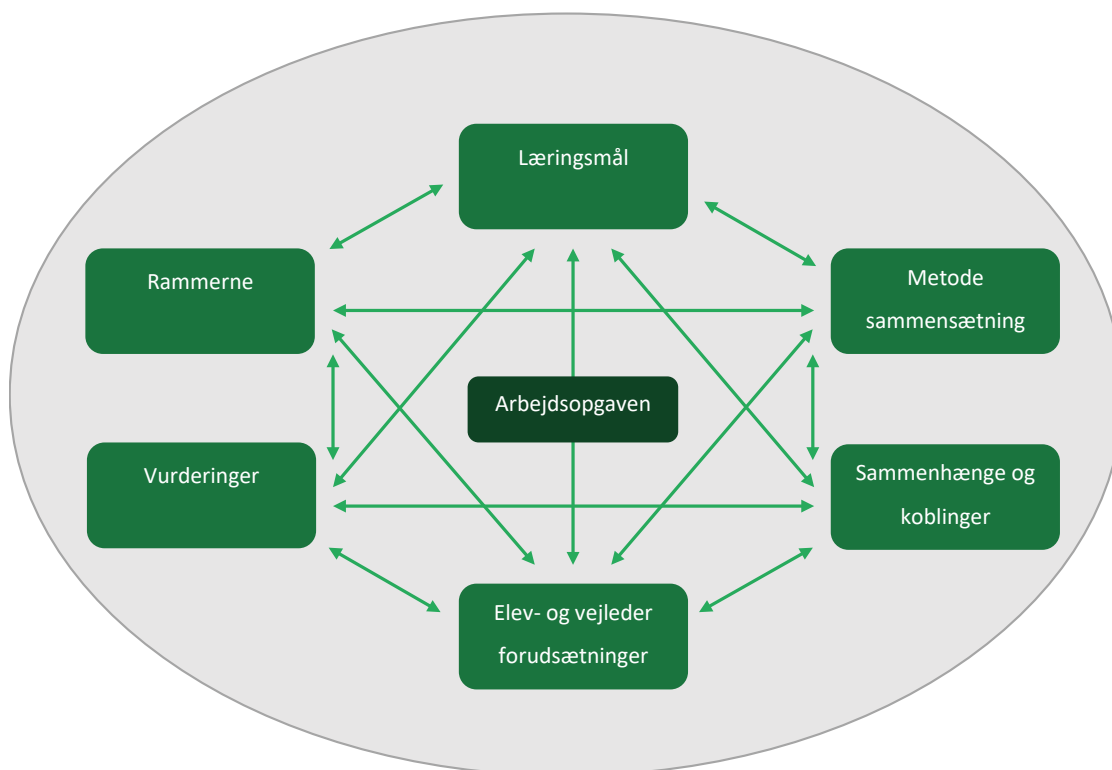 Læringsmål
Rammerne
Metode
sammensætning
Arbejdsopgaven
Vurderinger
Sammenhænge og
koblinger
Elev- og vejleder
forudsætninger